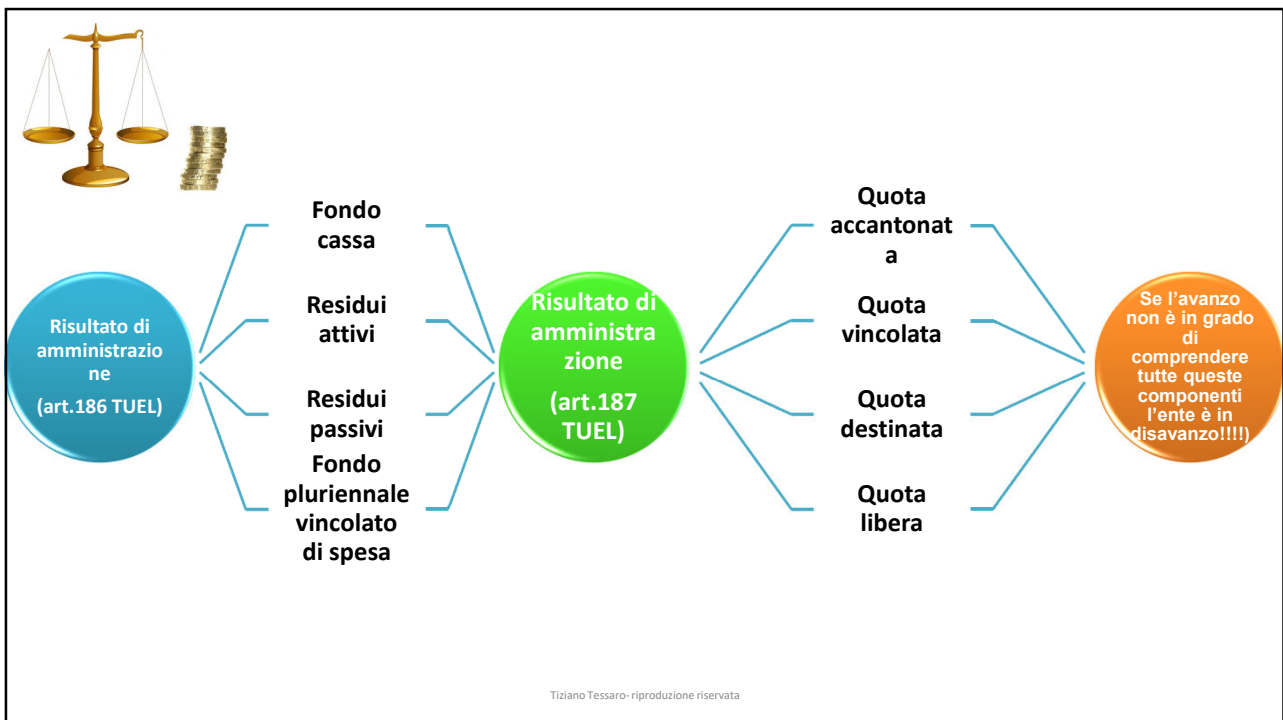 Risultato di
amministrazio
ne
(art.186 TUEL)
Fondo
cassa
Residui
attivi
Residui
passivi
Fondo
pluriennale
vincolato
di spesa
Risultato di
amministra
zione
(art.187
TUEL)
Quota
accantonat
a
Quota
vincolata
Quota
destinata
Quota
libera
Se l’avanzo
non è in grado
di
comprendere
tutte queste
componenti
l’ente è in
disavanzo!!!!)
Tiziano Tessaro- riproduzione riservata